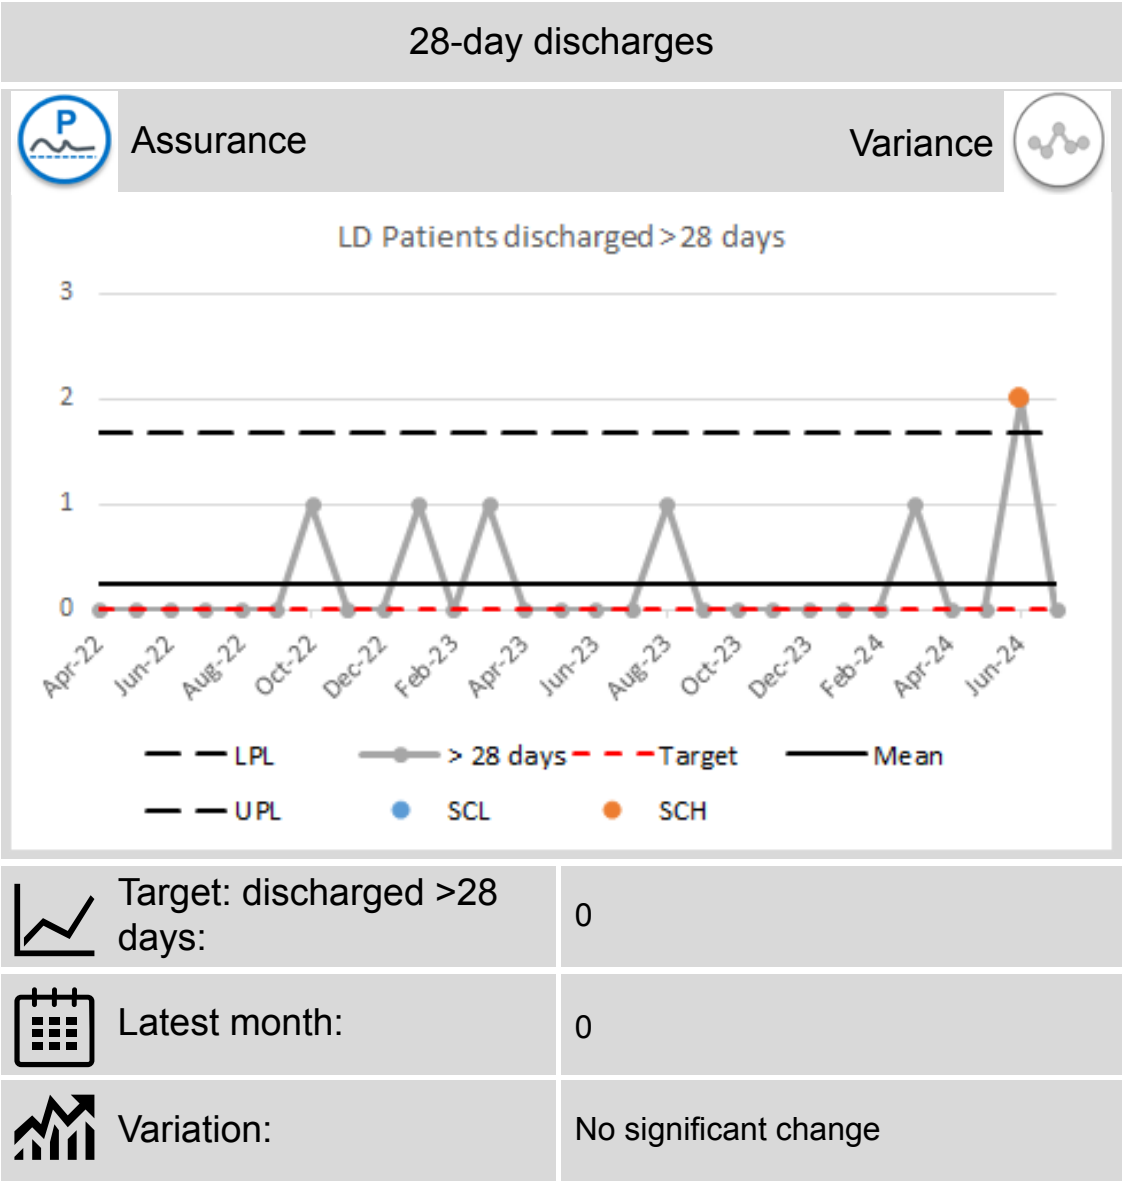 28-day discharges
P
Assurance
Variance
LD Patients discharged > 28 days
3
2
1
0
Apr-22
Jun-22
Aug-22
Oct-22
Dec-22
Feb-23
Apr-23
Jun-23
Aug-23
Oct-23
Dec-23
Feb-24
Apr-24
Jun-24
LPL
> 28 days
Target
Mean
UPL
SCL
SCH
Target: discharged >28
days:
0
Latest month:
0
Variation:
No significant change